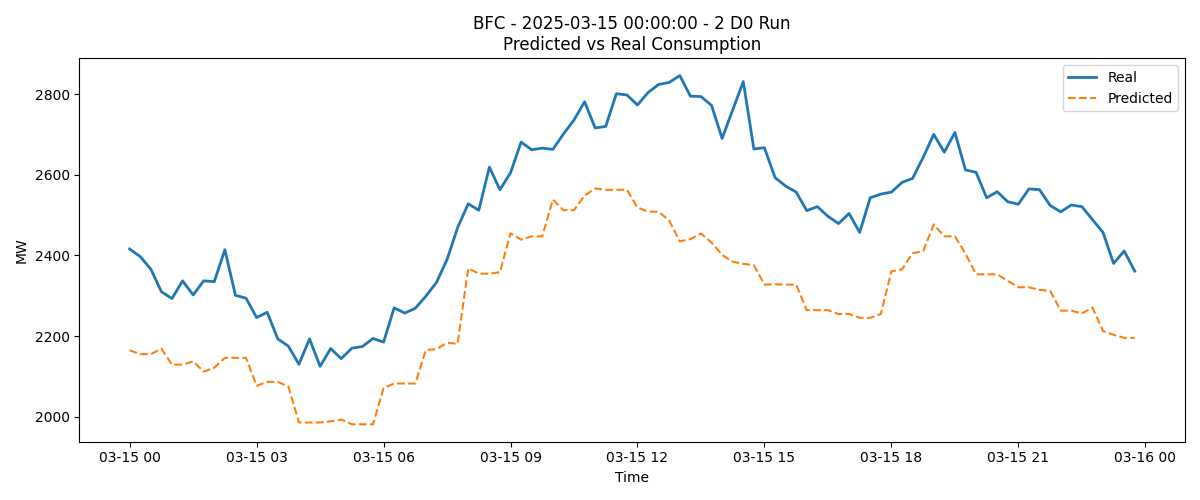 BFC - 2025-03-15 00:00:00 - 2 D0 Run
Predicted vs Real Consumption
Real
Predicted
MW
2800
2600
2400
2200
2000
03-15 00
03-15 03
03-15 06
03-15 09
03-15 12
03-15 15
03-15 18
03-15 21
03-16 00
Time